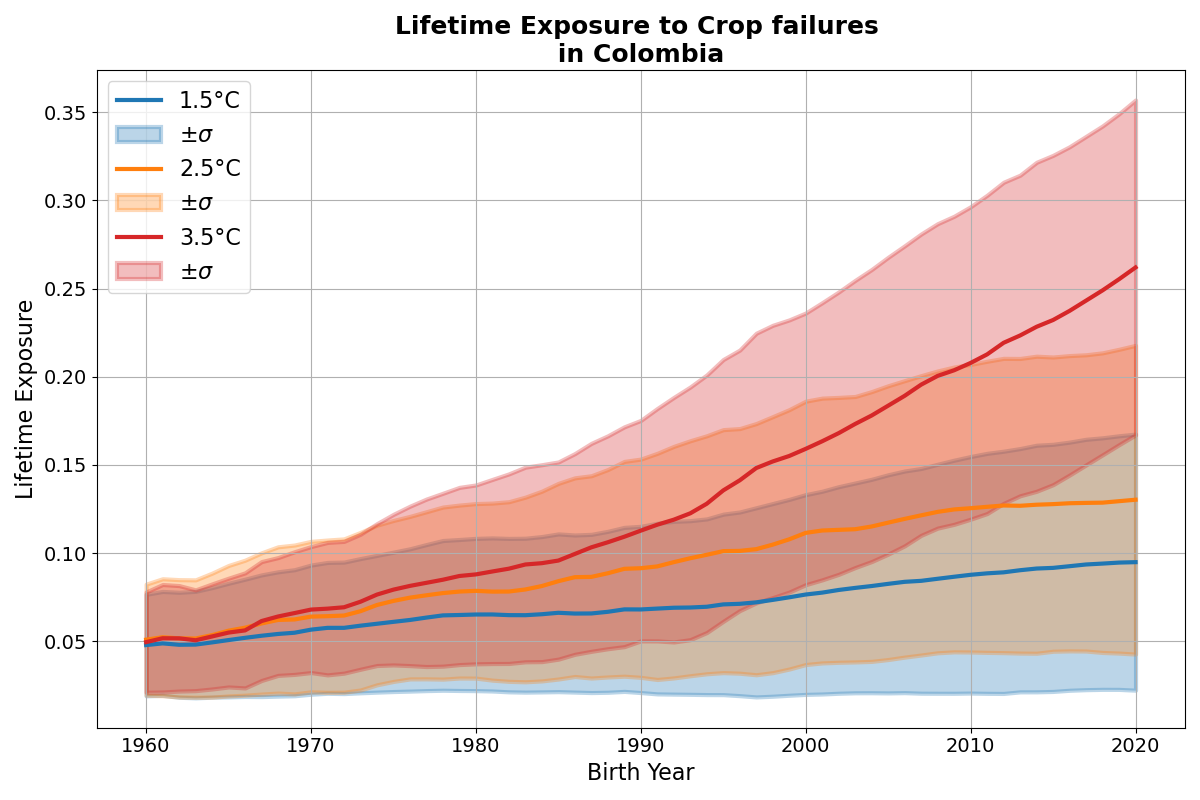 Lifetime Exposure to Crop failures
in Colombia
1.5°C
±σ
2.5°C
±σ
3.5°C
±σ
Lifetime Exposure
0.35
0.30
0.25
0.20
0.15
0.10
0.05
1960 1970 1980 1990 2000 2010 2020
Birth Year